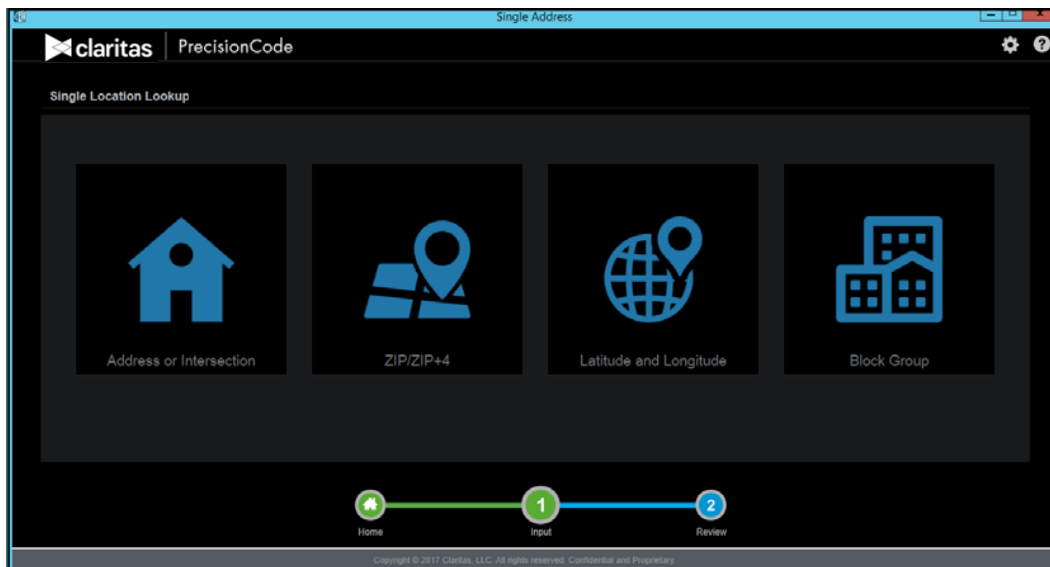 Single Address
claritas PrecisionCode
Single Location Lookup
Address or Intersection
ZIP/ZIP+4
Latitude and Longitude
Block Group
1
2
Home
Input
Review
Copyright © 2017 Claritas, LLC. All rights reserved. Confidential and Proprietary.